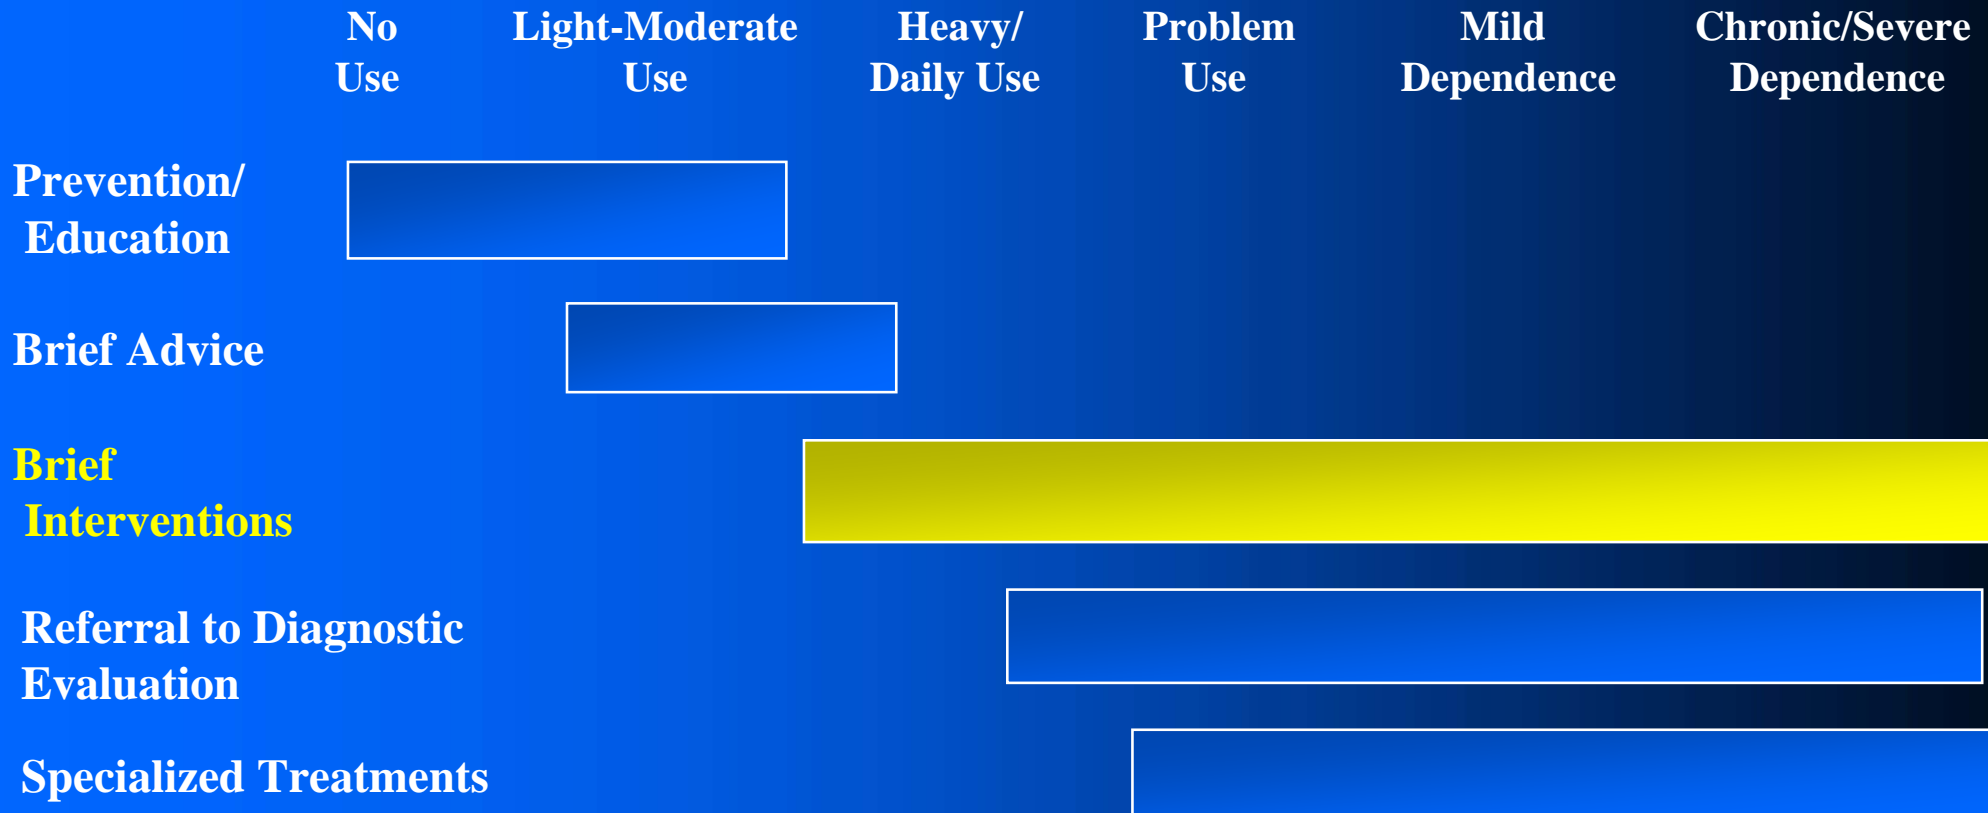 No
Use
Light-Moderate
Use
Heavy/
Daily Use
Problem
Use
Mild
Dependence
Chronic/Severe
Dependence
Prevention/
Education
Brief Advice
Brief
Interventions
Referral to Diagnostic
Evaluation
Specialized Treatments